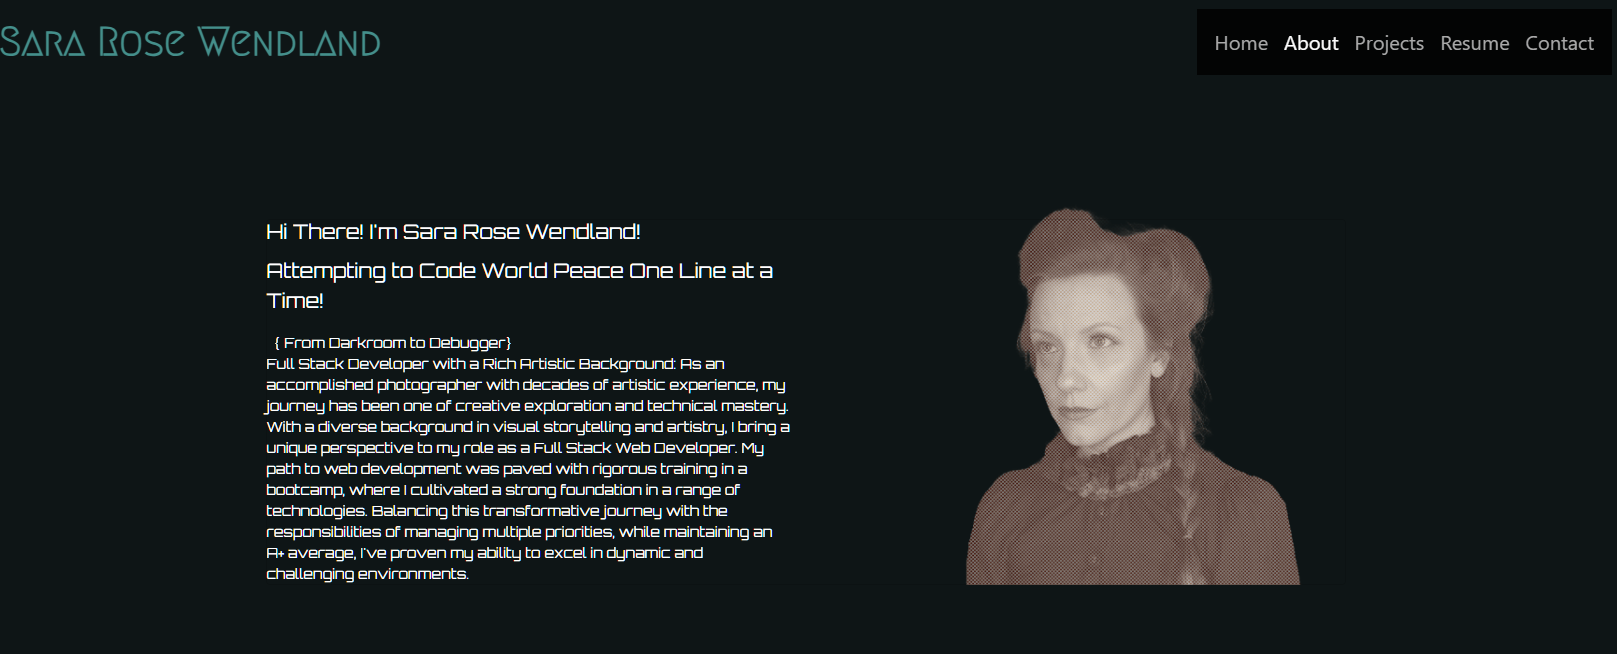 Sara Rose Wendland
Home About Projects Resume Contact
Hi There! I'm Sara Rose Wendland!
Attempting to Code World Peace One Line at a
Time!
{ From Darkroom to Debugger}
Full Stack Developer with a Rich Artistic Background: As an
accomplished photographer with decades of artistic experience, my
journey has been one of creative exploration and technical mastery.
With a diverse background in visual storytelling and artistry, I bring a
unique perspective to my role as a Full Stack Web Developer. My
path to web development was paved with rigorous training in a
bootcamp, where I cultivated a strong foundation in a range of
technologies. Balancing this transformative journey with the
responsibilities of managing multiple priorities, while maintaining an
A+ average, I've proven my ability to excel in dynamic and
challenging environments.